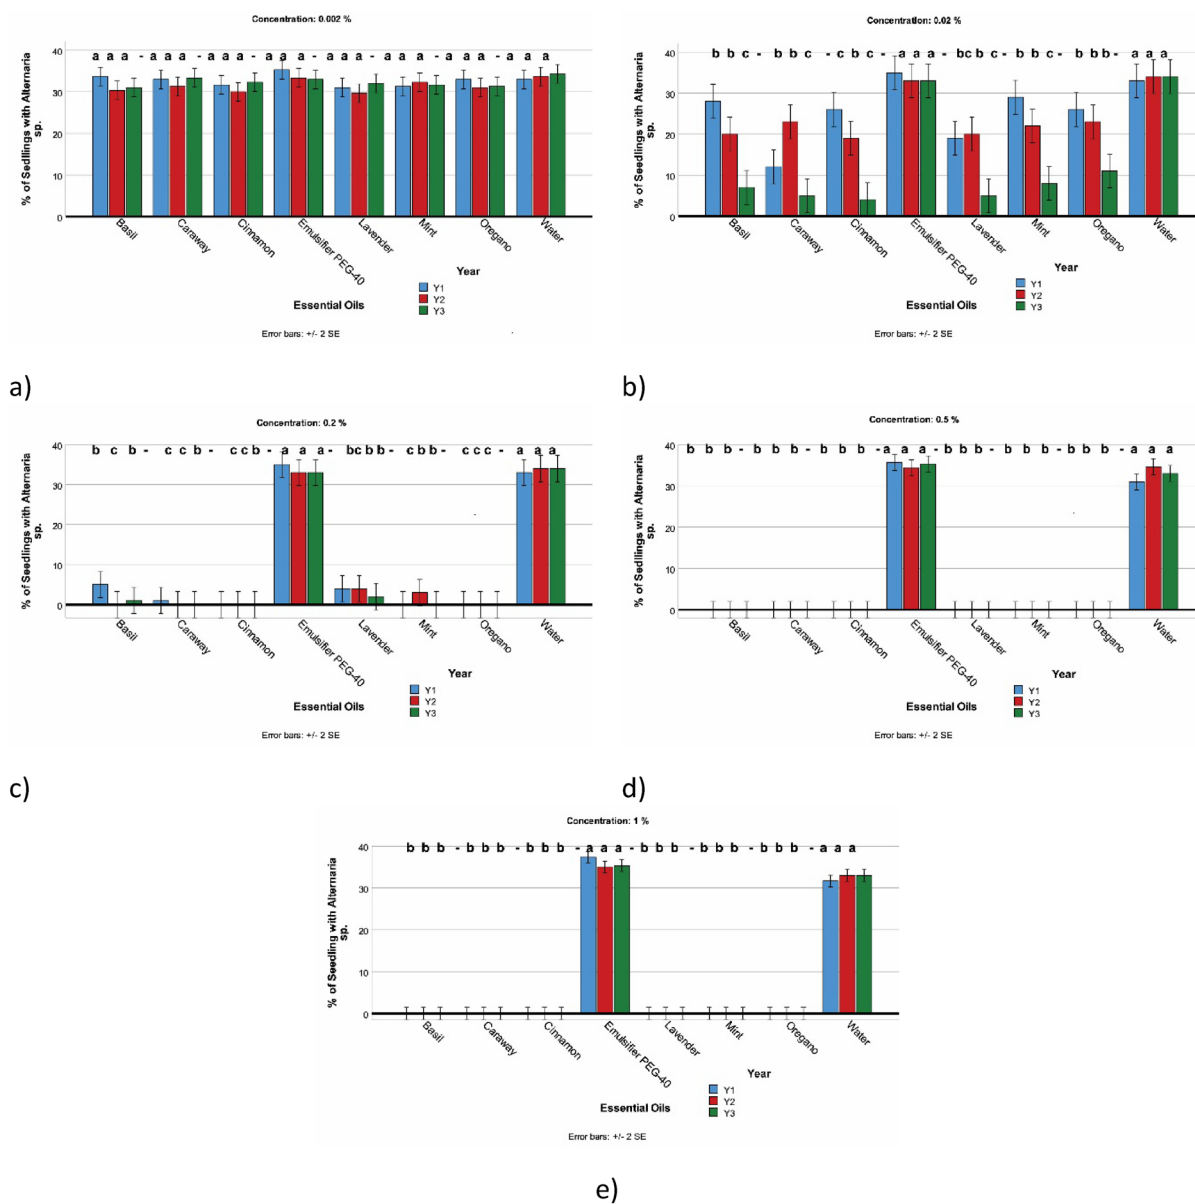 Concentration: 0.002 %
a a a - a a a - a a a - a a a - a a a - a a a - a a a - a a a
40
30
20
10
0
% of Sedllings with Alternaria
sp.
Basil
Caraway
Cinnamon
Emulsifier PEG-40
Lavender
Mint
Oregano
Water
Year
Y1
Y2
Y3
Essential Oils
Error bars: +/- 2 SE
a)
Concentration: 0.02 %
b b c - b b c - c b c - a a a - bc b c - b b c - b bb - a a a
40
30
20
10
0
% of Seedlings with Alternaria
sp.
Basil
Caraway
Cinnamon
Emulsifier PEG-40
Lavender
Mint
Oregano
Water
Year
Y1
Y2
Y3
Essential Oils
Error bars: +/- 2 SE
b)
Concentration: 0.2 %
b c b - c c b - c c b - a a a - bc b b - c b b - c c c - a a a
40
30
20
10
0
% of Seedlings with Alternaria
sp.
Basil
Caraway
Cinnamon
Emulsifier PEG-40
Lavender
Mint
Oregano
Water
Year
Y1
Y2
Y3
Essential Oils
Error bars: +/- 2 SE
c)
Concentration: 0.5 %
b b b - b b b - b b b - a a a - b b b - b b b - b b b - a a a
40
30
20
10
0
% of Sedllings with Alternaria
sp.
Basil
Caraway
Cinnamon
Emulsifier PEG-40
Lavender
Mint
Oregano
Water
Year
Y1
Y2
Y3
Essential Oils
Error bars: +/- 2 SE
d)
Concentration: 1 %
b b b - b b b - b b b - a a a - b b b - b b b - b b b - a a a
40
30
20
10
0
% of Seedling with Alternaria
sp.
Basil
Caraway
Cinnamon
Emulsifier PEG-40
Lavender
Mint
Oregano
Water
Year
Y1
Y2
Y3
Essential Oils
Error bars: +/- 2 SE
e)